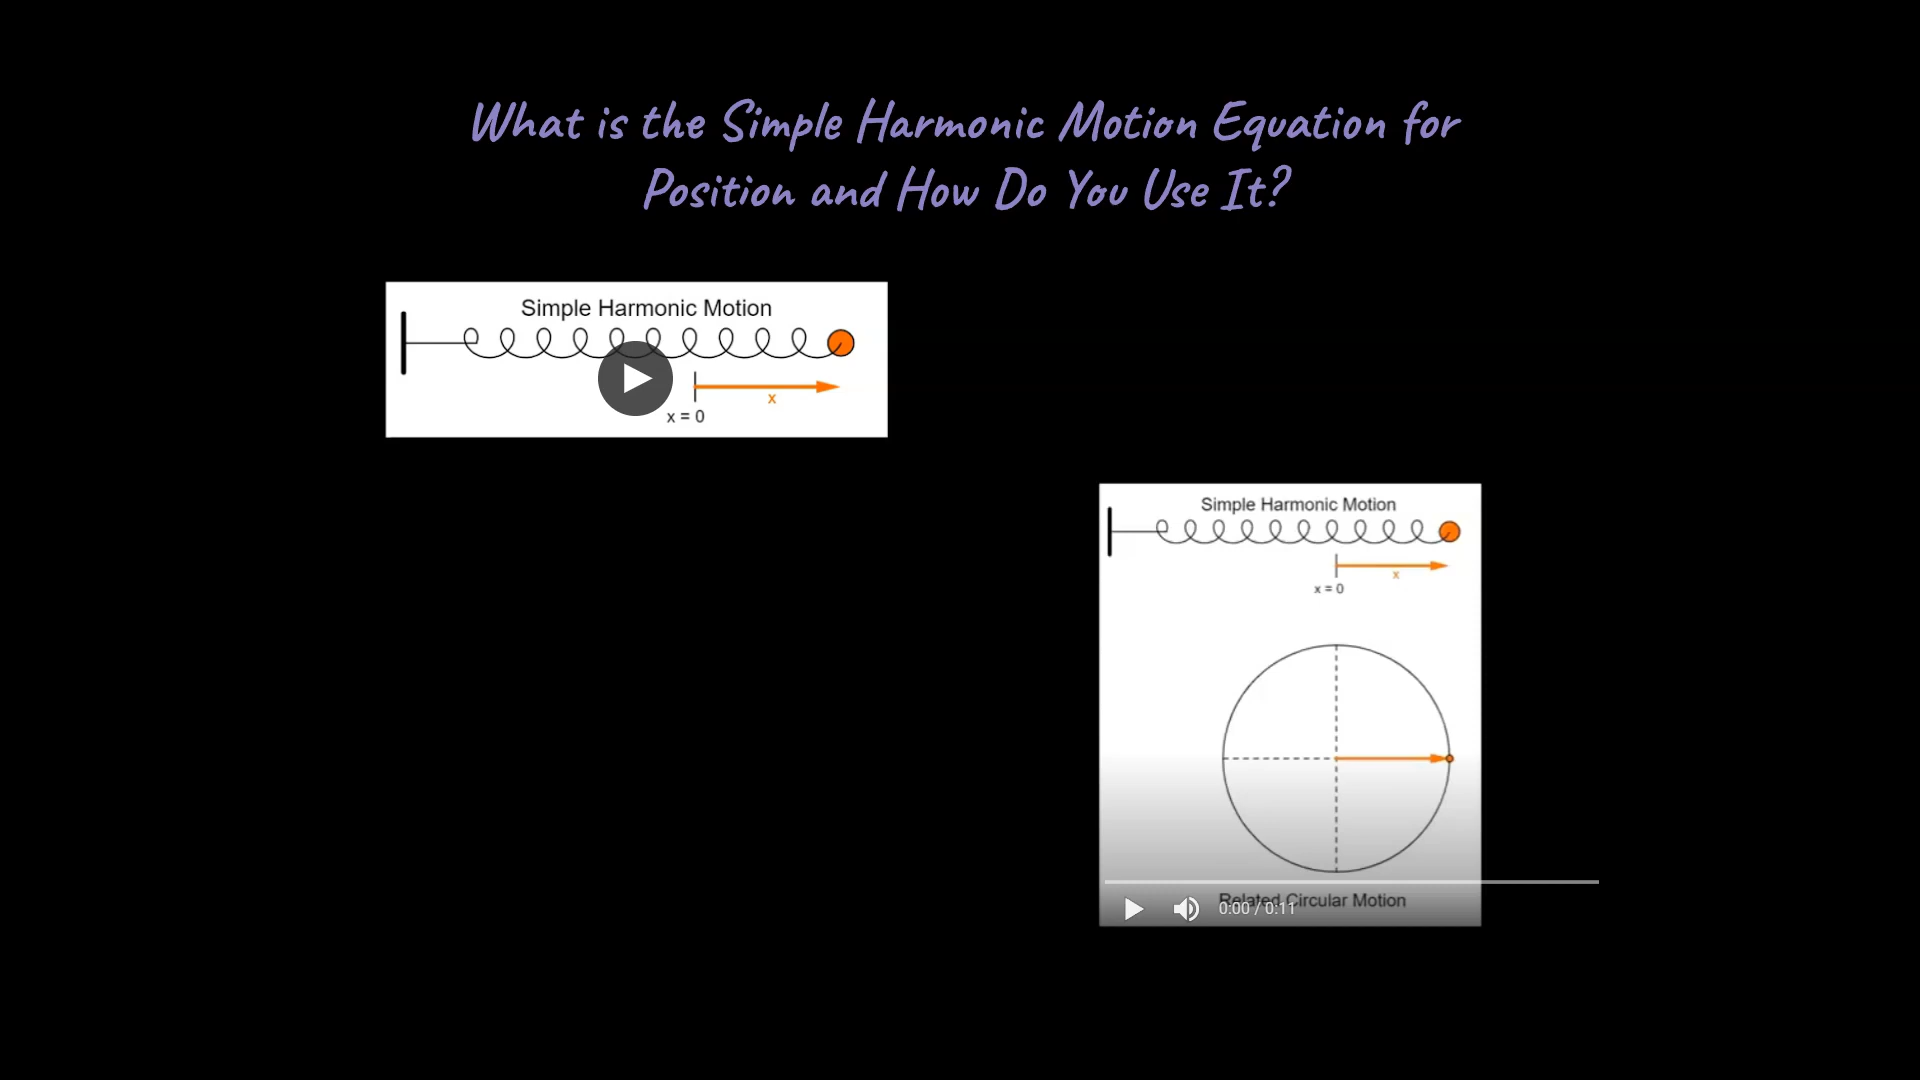 What is the Simple Harmonic Motion Equation for
Position and How Do You Use It?
Simple Harmonic Motion
x
x = 0
Simple Harmonic Motion
x
x = 0
Related Circular Motion
0:00 / 0:11